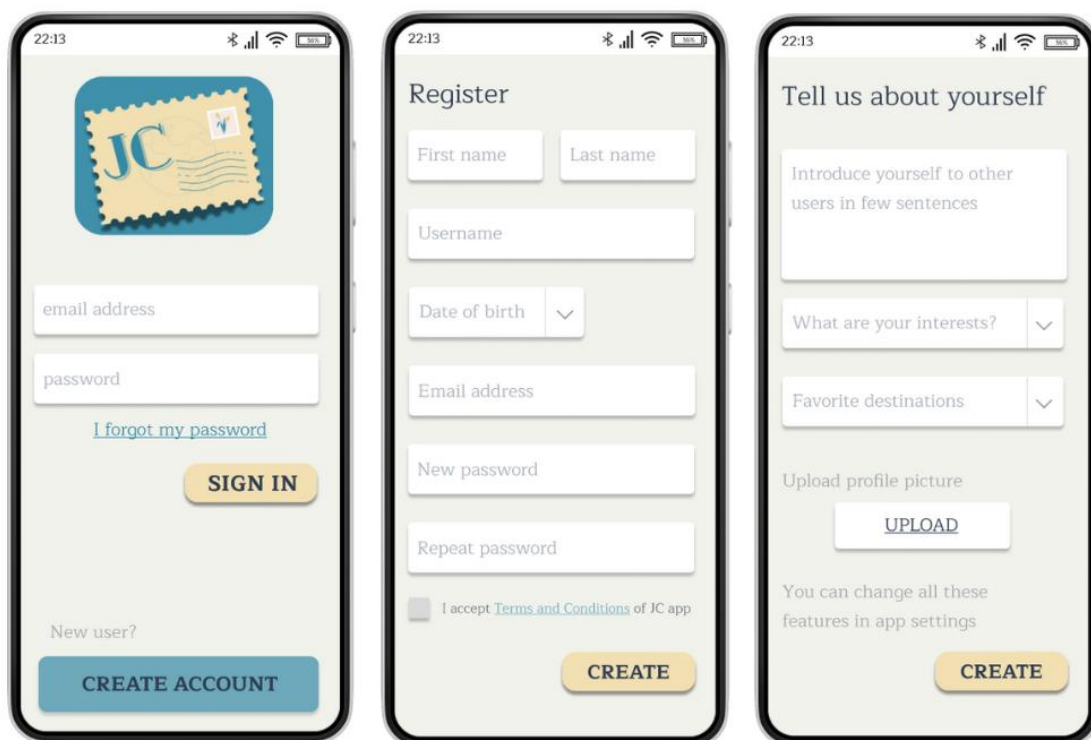 22:13
56%
JC
email address
password
I forgot my password
SIGN IN
New user?
CREATE ACCOUNT
22:13
56%
Register
First name
Last name
Username
Date of birth
Email address
New password
Repeat password
I accept Terms and Conditions of JC app
CREATE
22:13
56%
Tell us about yourself
Introduce yourself to other
users in few sentences
What are your interests?
Favorite destinations
Upload profile picture
UPLOAD
You can change all these
features in app settings
CREATE